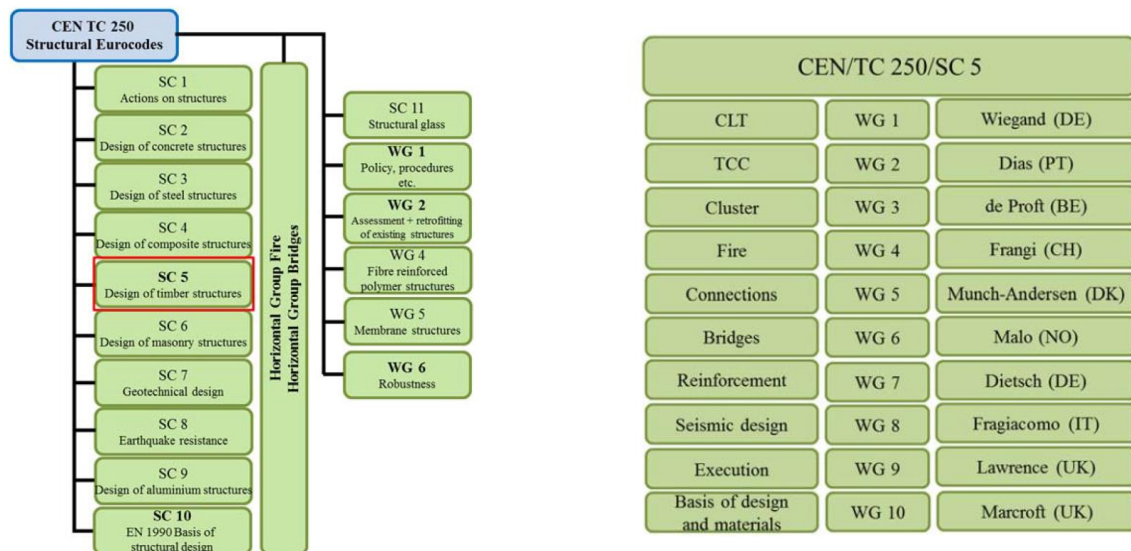 CEN TC 250
Structural Eurocodes
SC 1
Actions on structures
SC 2
Design of concrete structures
SC 3
Design of steel structures
SC 4
Design of composite structures
SC 5
Design of timber structures
SC 6
Design of masonry structures
SC 7
Geotechnical design
SC 8
Earthquake resistance
SC 9
Design of aluminium structures
SC 10
EN 1990 Basis of
structural design
Horizontal Group Fire
Horizontal Group Bridges
SC 11
Structural glass
WG 1
Policy, procedures
etc.
WG 2
Assessment + retrofitting
of existing structures
WG 4
Fibre reinforced
polymer structures
WG 5
Membrane structures
WG 6
Robustness
CEN/TC 250/SC 5
CLT WG 1 Wiegand (DE)
TCC WG 2 Dias (PT)
Cluster WG 3 de Proft (BE)
Fire WG 4 Frangi (CH)
Connections WG 5 Munch-Andersen (DK)
Bridges WG 6 Malo (NO)
Reinforcement WG 7 Dietsch (DE)
Seismic design WG 8 Fragiacomo (IT)
Execution WG 9 Lawrence (UK)
Basis of design
and materials WG 10 Marcroft (UK)